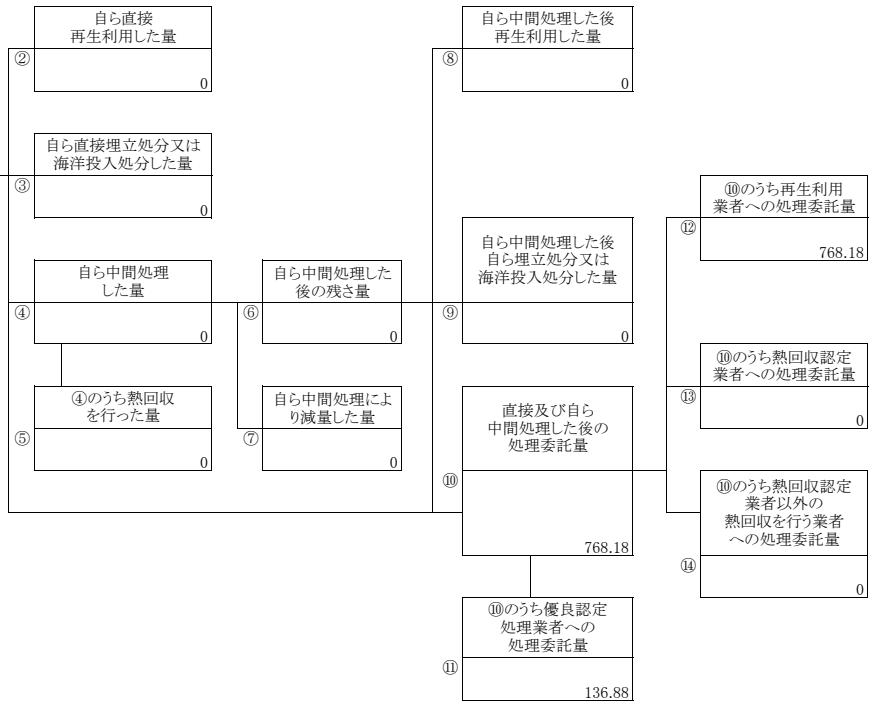 自ら直接
再生利用した量
②
0
自ら直接埋立処分又は
海洋投入処分した量
③
0
自ら中間処理
した量
④
0
④のうち熱回収
を行った量
⑤
0
自ら中間処理した
後の残さ量
⑥
0
自ら中間処理によ
り減量した量
⑦
0
自ら中間処理した後
再生利用した量
⑧
0
自ら中間処理した後
自ら埋立処分又は
海洋投入処分した量
⑨
0
直接及び自ら
中間処理した後の
処理委託量
⑩
768.18
⑩のうち優良認定
処理業者への
処理委託量
⑪
136.88
⑩のうち再生利用
業者への処理委託量
⑫
768.18
⑩のうち熱回収認定
業者への処理委託量
⑬
0
⑩のうち熱回収認定
業者以外の
熱回収を行う業者
への処理委託量
⑭
0